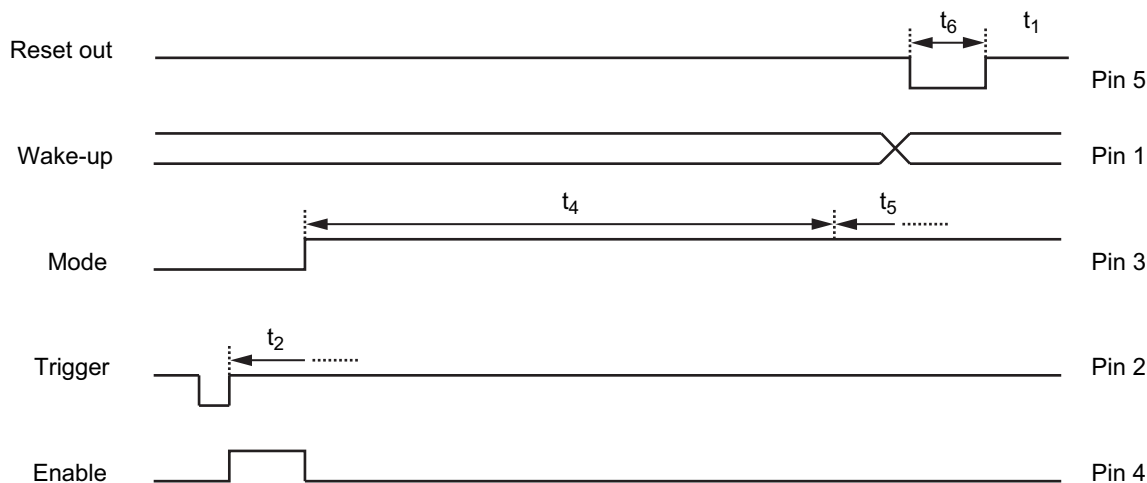 t6 t1
Reset out
Pin 5
Wake-up Pin 1
t4 t5
Mode Pin 3
t2
Trigger Pin 2
Enable Pin 4